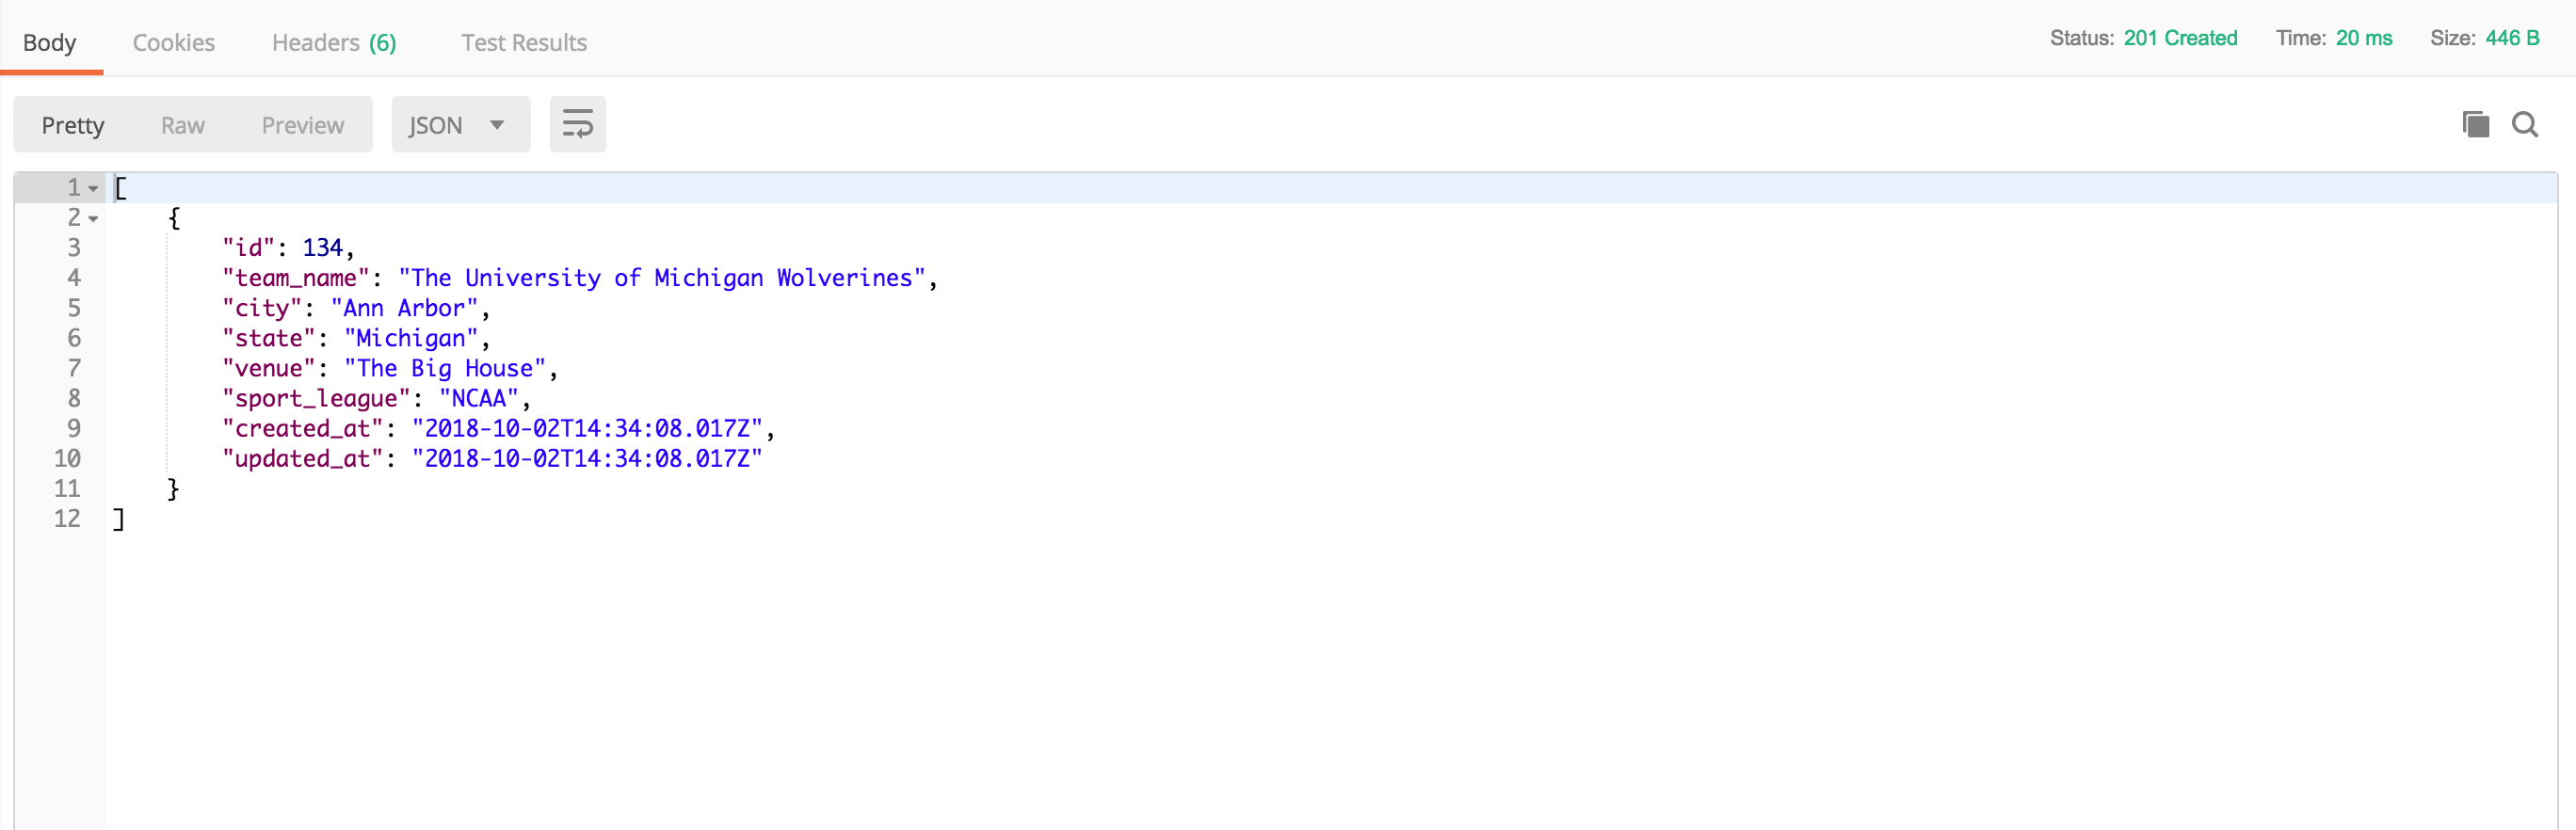 Body Cookies Headers (6) Test Results Status: 201 Created Time: 20 ms Size: 446 B
Pretty Raw Preview JSON
1 [
2 {
3 "id": 134,
4 "team_name": "The University of Michigan Wolverines",
5 "city": "Ann Arbor",
6 "state": "Michigan",
7 "venue": "The Big House",
8 "sport_league": "NCAA",
9 "created_at": "2018-10-02T14:34:08.017Z",
10 "updated_at": "2018-10-02T14:34:08.017Z"
11 }
12 ]